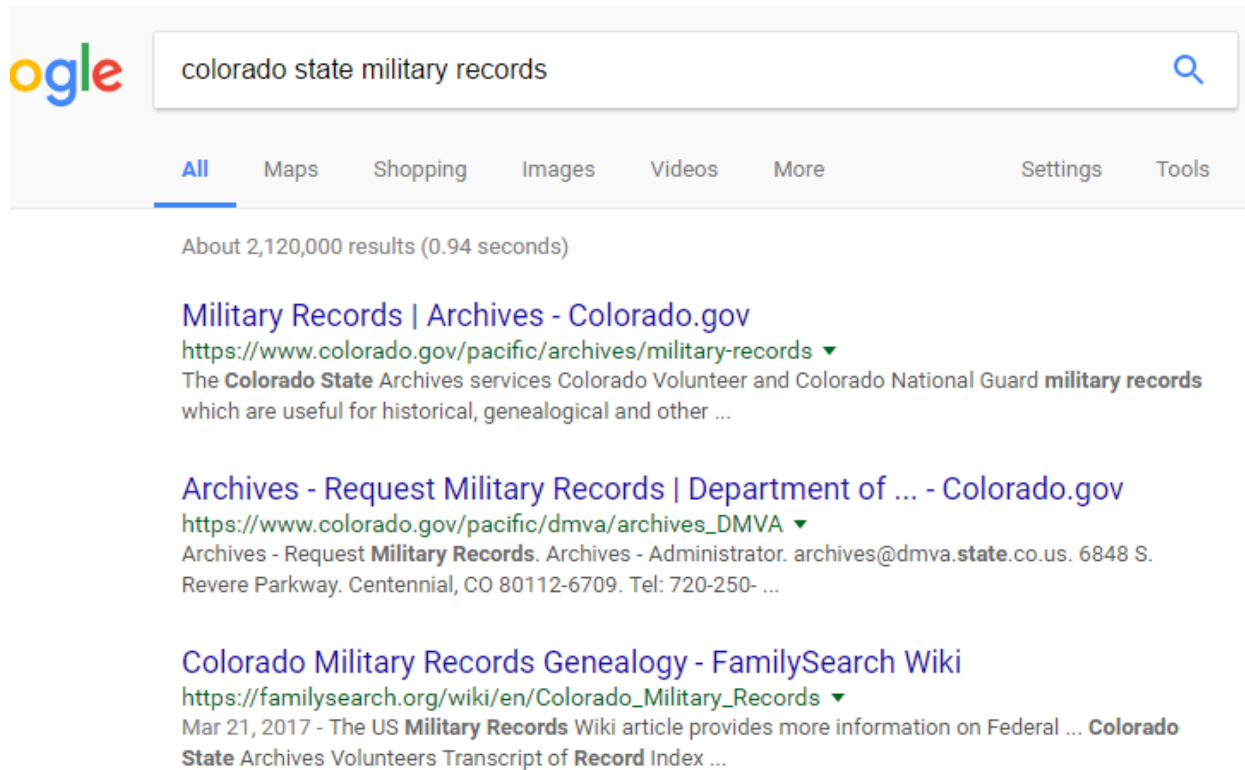 ogle
colorado state military records
All Maps Shopping Images Videos More Settings Tools
About 2,120,000 results (0.94 seconds)
Military Records | Archives - Colorado.gov
https://www.colorado.gov/pacific/archives/military-records
The Colorado State Archives services Colorado Volunteer and Colorado National Guard military records
which are useful for historical, genealogical and other ...
Archives - Request Military Records | Department of ... - Colorado.gov
https://www.colorado.gov/pacific/dmva/archives_DMVA
Archives - Request Military Records. Archives - Administrator. archives@dmva.state.co.us. 6848 S.
Revere Parkway. Centennial, CO 80112-6709. Tel: 720-250- ...
Colorado Military Records Genealogy - FamilySearch Wiki
https://familysearch.org/wiki/en/Colorado_Military_Records
Mar 21, 2017 - The US Military Records Wiki article provides more information on Federal ... Colorado
State Archives Volunteers Transcript of Record Index ...